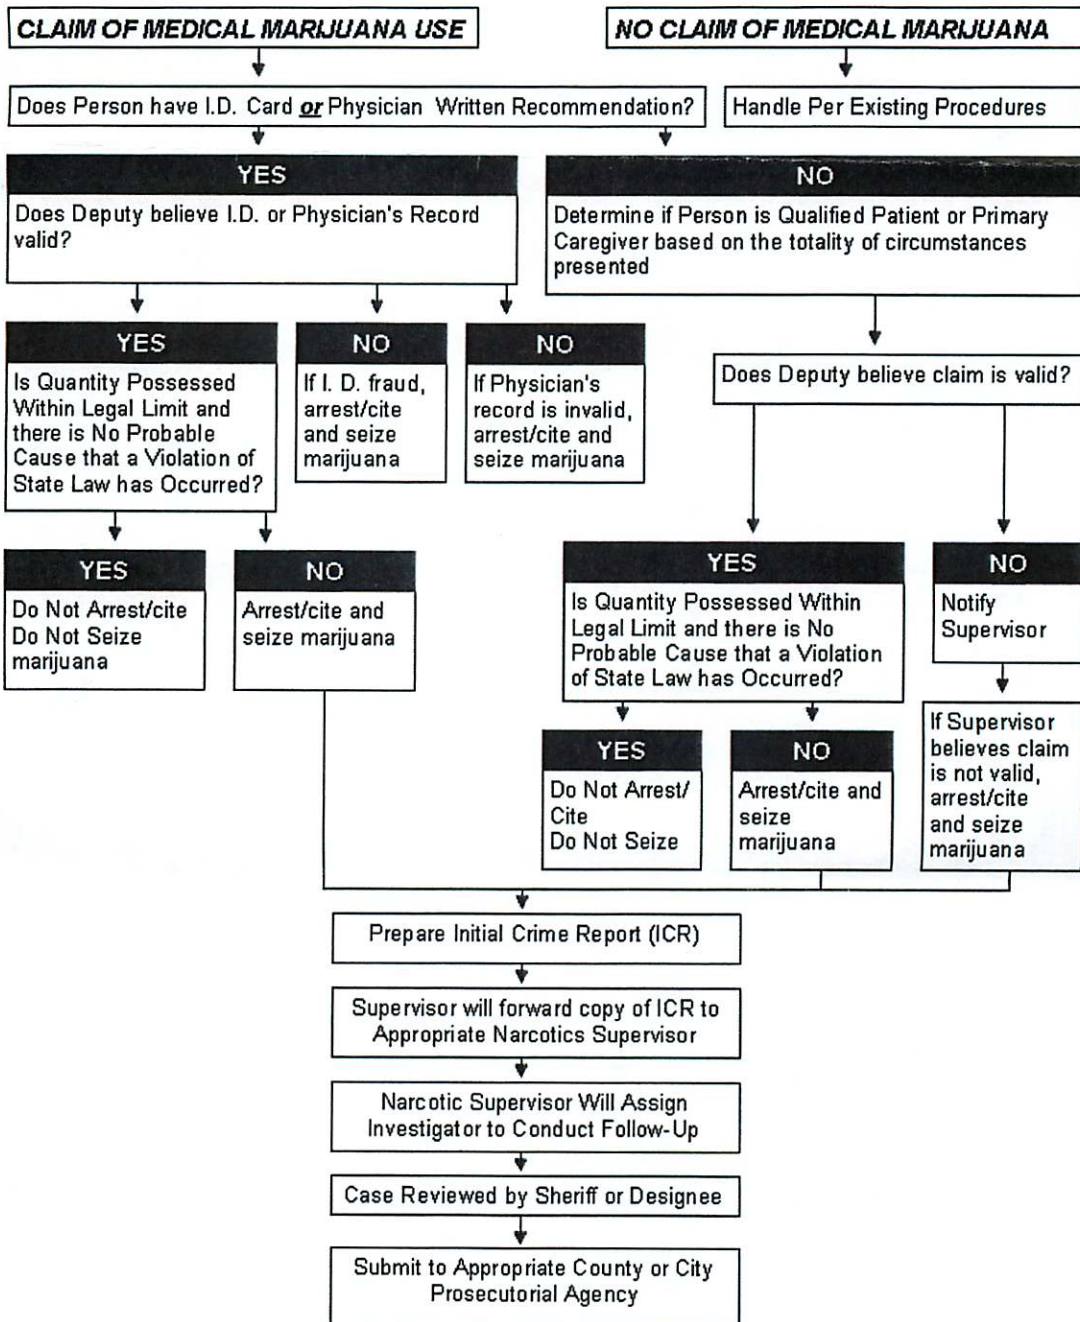 CLAIM OF MEDICAL MARIJUANA USE
NO CLAIM OF MEDICAL MARIJUANA
Does Person have I.D. Card or Physician Written Recommendation?
Handle Per Existing Procedures
YES
Does Deputy believe I.D. or Physician's Record
valid?
NO
Determine if Person is Qualified Patient or Primary
Caregiver based on the totality of circumstances
presented
YES
Is Quantity Possessed
Within Legal Limit and
there is No Probable
Cause that a Violation of
State Law has Occurred?
NO
If I. D. fraud,
arrest/cite
and seize
marijuana
NO
If Physician's
record is invalid,
arrest/cite and
seize marijuana
Does Deputy believe claim is valid?
YES
Do Not Arrest/cite
Do Not Seize
marijuana
NO
Arrest/cite and
seize marijuana
YES
Is Quantity Possessed Within
Legal Limit and there is No
Probable Cause that a Violation
of State Law has Occurred?
NO
Notify
Supervisor
YES
Do Not Arrest/
Cite
Do Not Seize
NO
Arrest/cite and
seize
marijuana
If Supervisor
believes claim
is not valid,
arrest/cite
and seize
marijuana
Prepare Initial Crime Report (ICR)
Supervisor will forward copy of ICR to
Appropriate Narcotics Supervisor
Narcotic Supervisor Will Assign
Investigator to Conduct Follow-Up
Case Reviewed by Sheriff or Designee
Submit to Appropriate County or City
Prosecutorial Agency